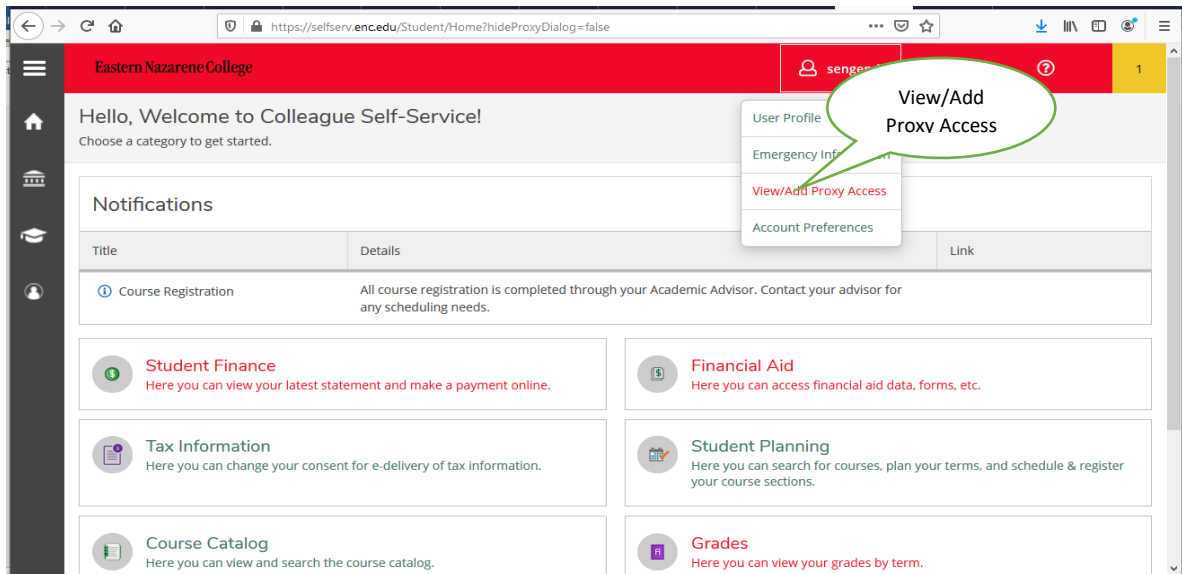 https://selfserv.enc.edu/Student/Home?hideProxyDialog=false
Eastern Nazarene College
1
Hello, Welcome to Colleague Self-Service!
Choose a category to get started.
User Profile
Emergency
View/Add Proxy Access
Account Preferences
View/Add
Proxy Access
Notifications
Title Details Link
Course Registration
All course registration is completed through your Academic Advisor. Contact your advisor for
any scheduling needs.
Student Finance
Here you can view your latest statement and make a payment online.
Financial Aid
Here you can access financial aid data, forms, etc.
Tax Information
Here you can change your consent for e-delivery of tax information.
Student Planning
Here you can search for courses, plan your terms, and schedule & register
your course sections.
Course Catalog
Here you can view and search the course catalog.
Grades
Here you can view your grades by term.